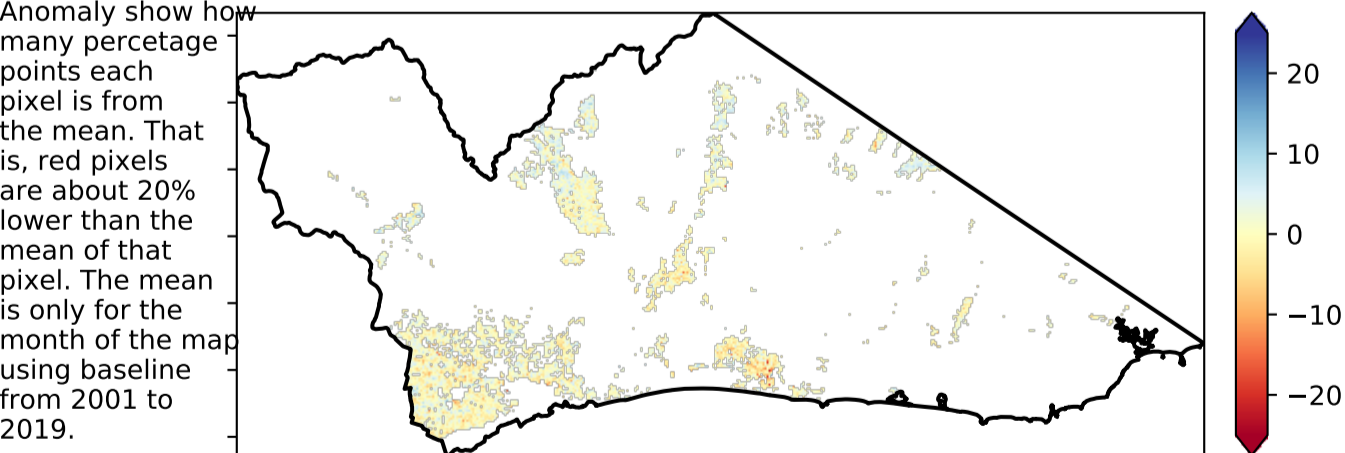 Anomaly show how
many percetage
points each
pixel is from
the mean. That
is, red pixels
are about 20%
lower than the
mean of that
pixel. The mean
is only for the
month of the map
using baseline
from 2001 to
2019.
20
10
0
−10
−20